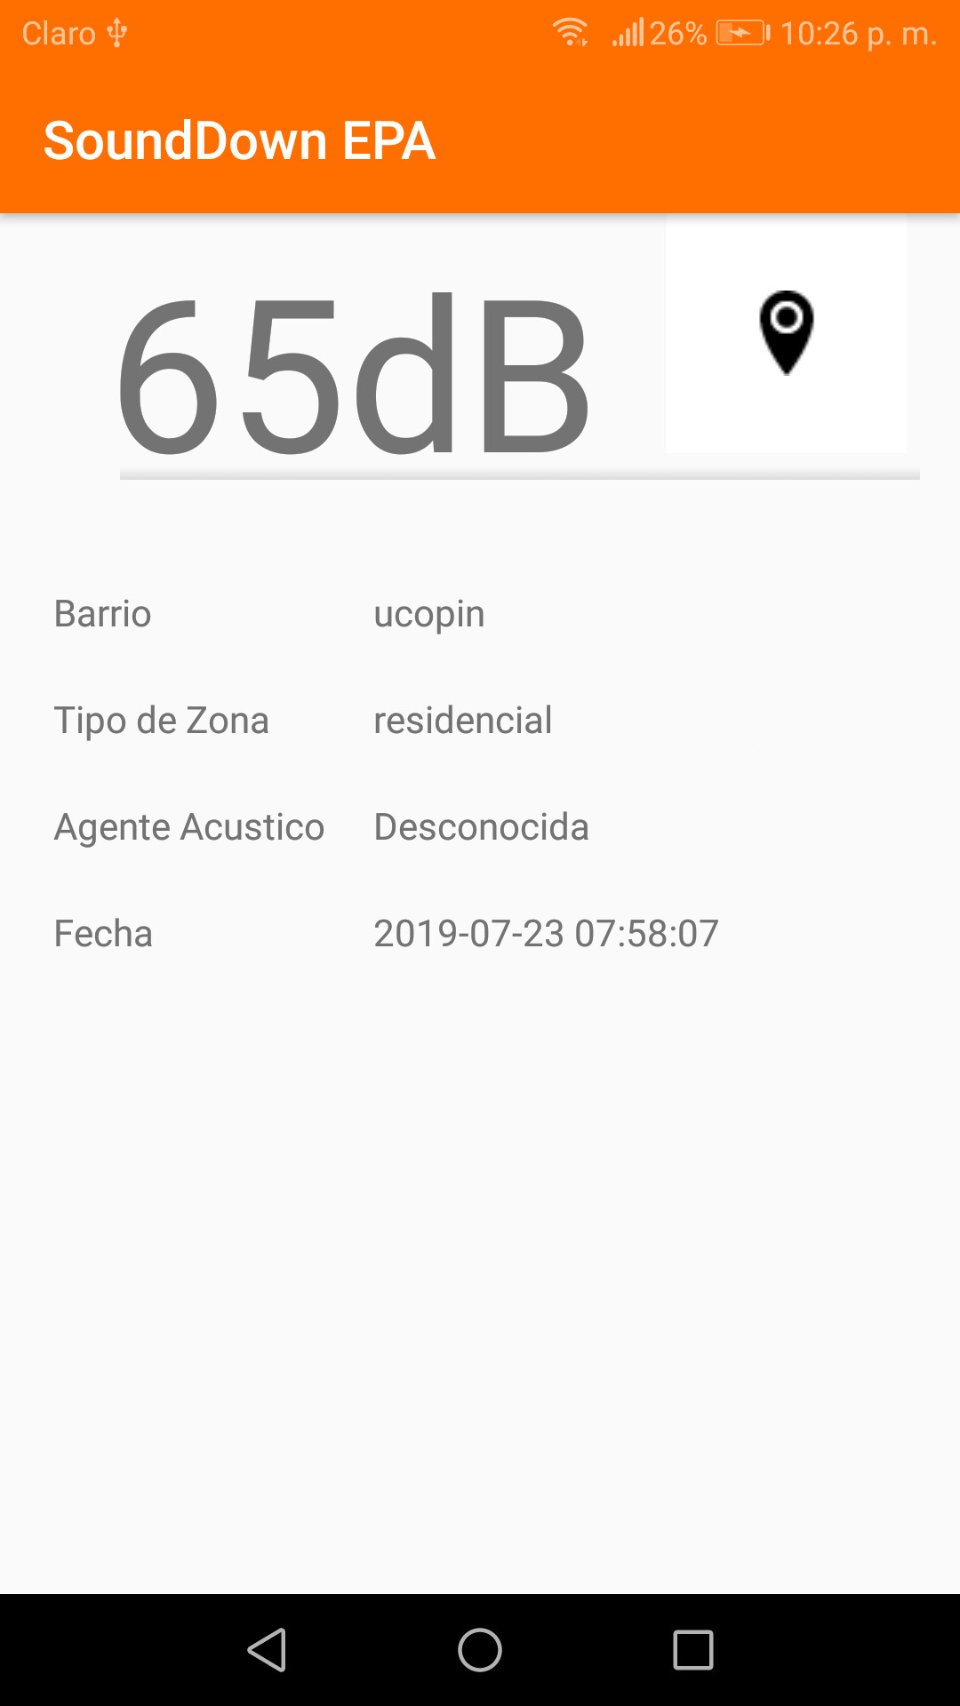 Claro 26% 10:26 p. m.
SoundDown EPA
65dB
Barrio ucopin
Tipo de Zona residencial
Agente Acustico Desconocida
Fecha 2019-07-23 07:58:07